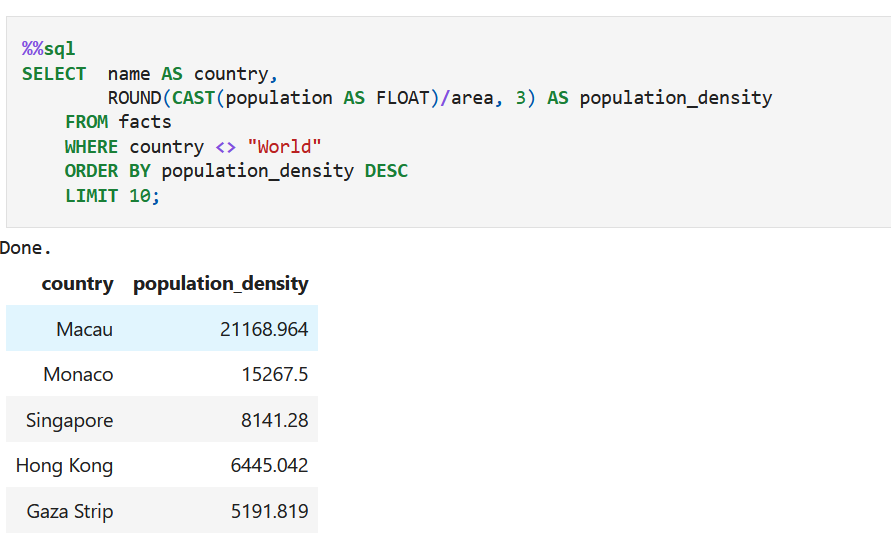 %%sql
SELECT  name AS country,
        ROUND(CAST(population AS FLOAT)/area, 3) AS population_density
    FROM facts
    WHERE country <> "World"
    ORDER BY population_density DESC
    LIMIT 10;
Done.
country population_density
Macau 21168.964
Monaco 15267.5
Singapore 8141.28
Hong Kong 6445.042
Gaza Strip 5191.819